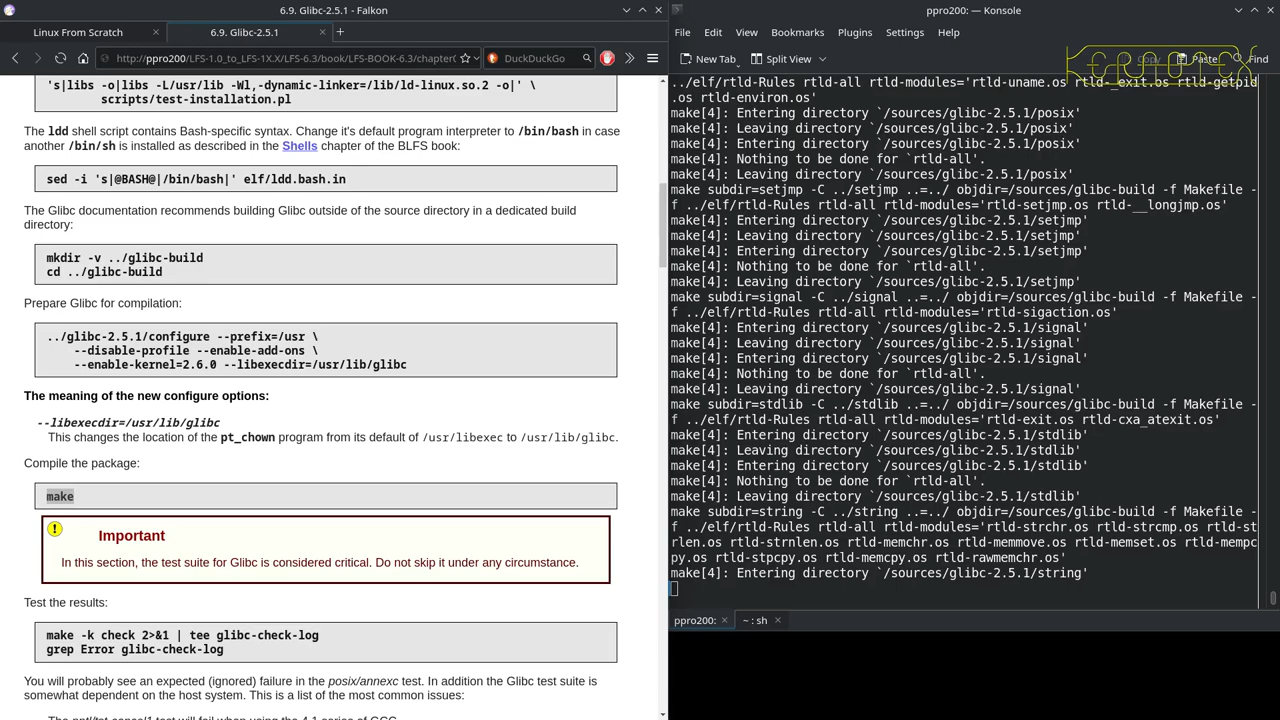 6.9. Glibc-2.5.1 - Falkon
Linux From Scratch
6.9. Glibc-2.5.1
http://ppro200/LFS-1.0_to_LFS-1X.X/LFS-6.3/book/LFS-BOOK-6.3/chapter(
DuckDuckGo
's|libs -o|libs -L/usr/lib -Wl,-dynamic-linker=/lib/ld-linux.so.2 -o|' \
scripts/test-installation.pl
The ldd shell script contains Bash-specific syntax. Change it's default program interpreter to /bin/bash in case
another /bin/sh is installed as described in the Shells chapter of the BLFS book:
sed -i 's|@BASH@|/bin/bash|' elf/ldd.bash.in
The Glibc documentation recommends building Glibc outside of the source directory in a dedicated build
directory:
mkdir -v ../glibc-build
cd ../glibc-build
Prepare Glibc for compilation:
../glibc-2.5.1/configure --prefix=/usr \
--disable-profile --enable-add-ons \
--enable-kernel=2.6.0 --libexecdir=/usr/lib/glibc
The meaning of the new configure options:
--libexecdir=/usr/lib/glibc
This changes the location of the pt_chown program from its default of /usr/libexec to /usr/lib/glibc.
Compile the package:
make
Important
In this section, the test suite for Glibc is considered critical. Do not skip it under any circumstance.
Test the results:
make -k check 2>&1 | tee glibc-check-log
grep Error glibc-check-log
You will probably see an expected (ignored) failure in the posix/annexc test. In addition the Glibc test suite is
somewhat dependent on the host system. This is a list of the most common issues:
The nptl/tst-cancel1 test will fail when using the 4.1 series of GCC.
ppro200: — Konsole
File Edit View Bookmarks Plugins Settings Help
New Tab Split View Copy Paste Find
../elf/rtld-Rules rtld-all rtld-modules='rtld-uname.os rtld-_exit.os rtld-getpid
.os rtld-environ.os'
make[4]: Entering directory `/sources/glibc-2.5.1/posix'
make[4]: Leaving directory `/sources/glibc-2.5.1/posix'
make[4]: Entering directory `/sources/glibc-2.5.1/posix'
make[4]: Nothing to be done for `rtld-all'.
make[4]: Leaving directory `/sources/glibc-2.5.1/posix'
make subdir=setjmp -C ../setjmp ..=../ objdir=/sources/glibc-build -f Makefile -
f ../elf/rtld-Rules rtld-all rtld-modules='rtld-setjmp.os rtld-__longjmp.os'
make[4]: Entering directory `/sources/glibc-2.5.1/setjmp'
make[4]: Leaving directory `/sources/glibc-2.5.1/setjmp'
make[4]: Entering directory `/sources/glibc-2.5.1/setjmp'
make[4]: Nothing to be done for `rtld-all'.
make[4]: Leaving directory `/sources/glibc-2.5.1/setjmp'
make subdir=signal -C ../signal ..=../ objdir=/sources/glibc-build -f Makefile -
f ../elf/rtld-Rules rtld-all rtld-modules='rtld-sigaction.os'
make[4]: Entering directory `/sources/glibc-2.5.1/signal'
make[4]: Leaving directory `/sources/glibc-2.5.1/signal'
make[4]: Entering directory `/sources/glibc-2.5.1/signal'
make[4]: Nothing to be done for `rtld-all'.
make[4]: Leaving directory `/sources/glibc-2.5.1/signal'
make subdir=stdlib -C ../stdlib ..=../ objdir=/sources/glibc-build -f Makefile -
f ../elf/rtld-Rules rtld-all rtld-modules='rtld-exit.os rtld-cxa_atexit.os'
make[4]: Entering directory `/sources/glibc-2.5.1/stdlib'
make[4]: Leaving directory `/sources/glibc-2.5.1/stdlib'
make[4]: Entering directory `/sources/glibc-2.5.1/stdlib'
make[4]: Nothing to be done for `rtld-all'.
make[4]: Leaving directory `/sources/glibc-2.5.1/stdlib'
make subdir=string -C ../string ..=../ objdir=/sources/glibc-build -f Makefile -
f ../elf/rtld-Rules rtld-all rtld-modules='rtld-strchr.os rtld-strcmp.os rtld-st
rlen.os rtld-strnlen.os rtld-memchr.os rtld-memmove.os rtld-memset.os rtld-mempc
py.os rtld-stpcpy.os rtld-memcpy.os rtld-rawmemchr.os'
make[4]: Entering directory `/sources/glibc-2.5.1/string'
ppro200:
~ : sh